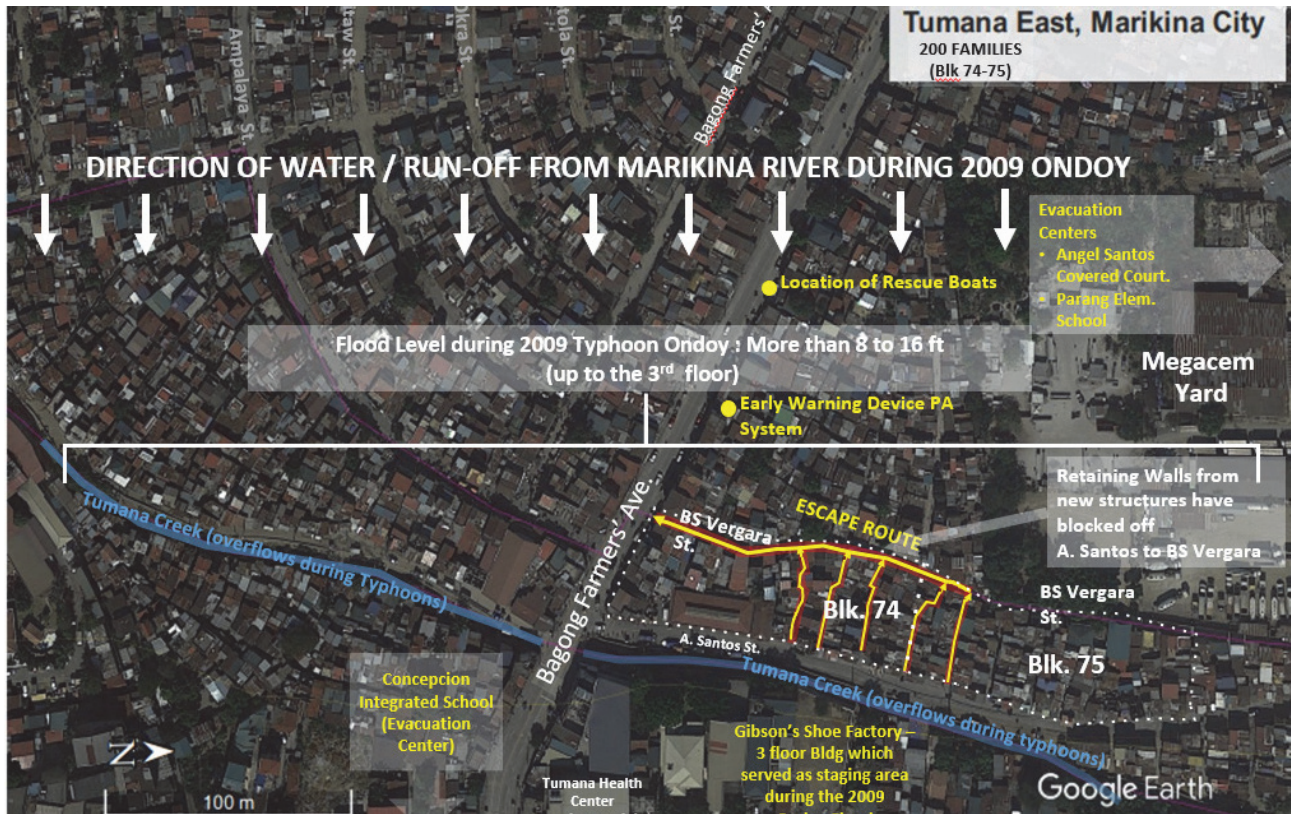 Tumana East, Marikina City
200 FAMILIES
(Blk 74-75)
Ampalaya St.
Okra St.
St.
Bagong Farmers' A
DIRECTION OF WATER / RUN-OFF FROM MARIKINA RIVER DURING 2009 ONDOY
Evacuation
Centers
• Angel Santos
Covered Court.
• Parang Elem.
School
Location of Rescue Boats
Flood Level during 2009 Typhoon Ondoy : More than 8 to 16 ft
(up to the 3rd floor)
Megacem
Yard
Early Warning Device PA
System
Retaining Walls from
new structures have
blocked off
A. Santos to BS Vergara
ESCAPE ROUTE
BS Vergara
St.
Bagong Farmers' Ave.
Tumana Creek (overflows during Typhoons)
Blk. 74
BS Vergara
St.
A. Santos St.
Blk. 75
Tumana Creek (overflows during typhoons)
Concepcion
Integrated School
(Evacuation
Center)
Gibson's Shoe Factory –
3 floor Bldg which
served as staging area
during the 2009
Tumana Health
Center
N
100 m
Google Earth